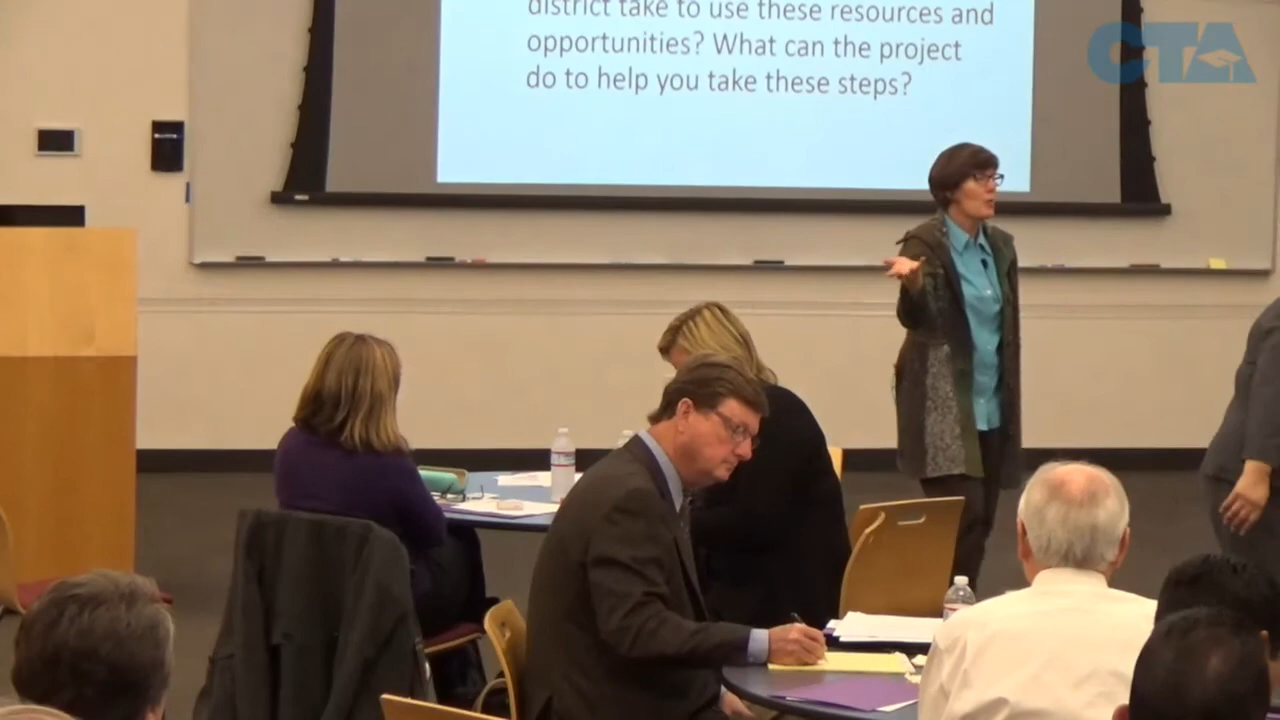 district take to use these resources and
opportunities? What can the project
do to help you take these steps?
CTA